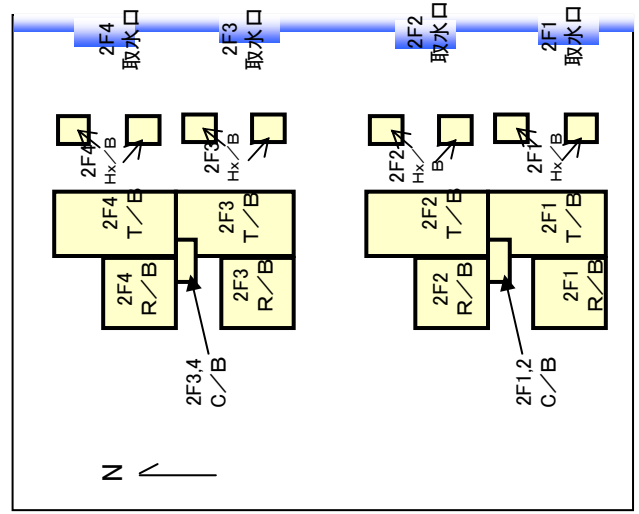 2F4
取水口
2F3
取水口
2F2
取水口
2F1
取水口
2F4
Hx/B
2F3
Hx/B
2F2
Hx/
B
2F1
Hx/B
2F4
T/B
2F3
T/B
2F2
T/B
2F1
T/B
2F4
R/B
2F3
R/B
2F2
R/B
2F1
R/B
2F3,4
C/B
2F1,2
C/B
N